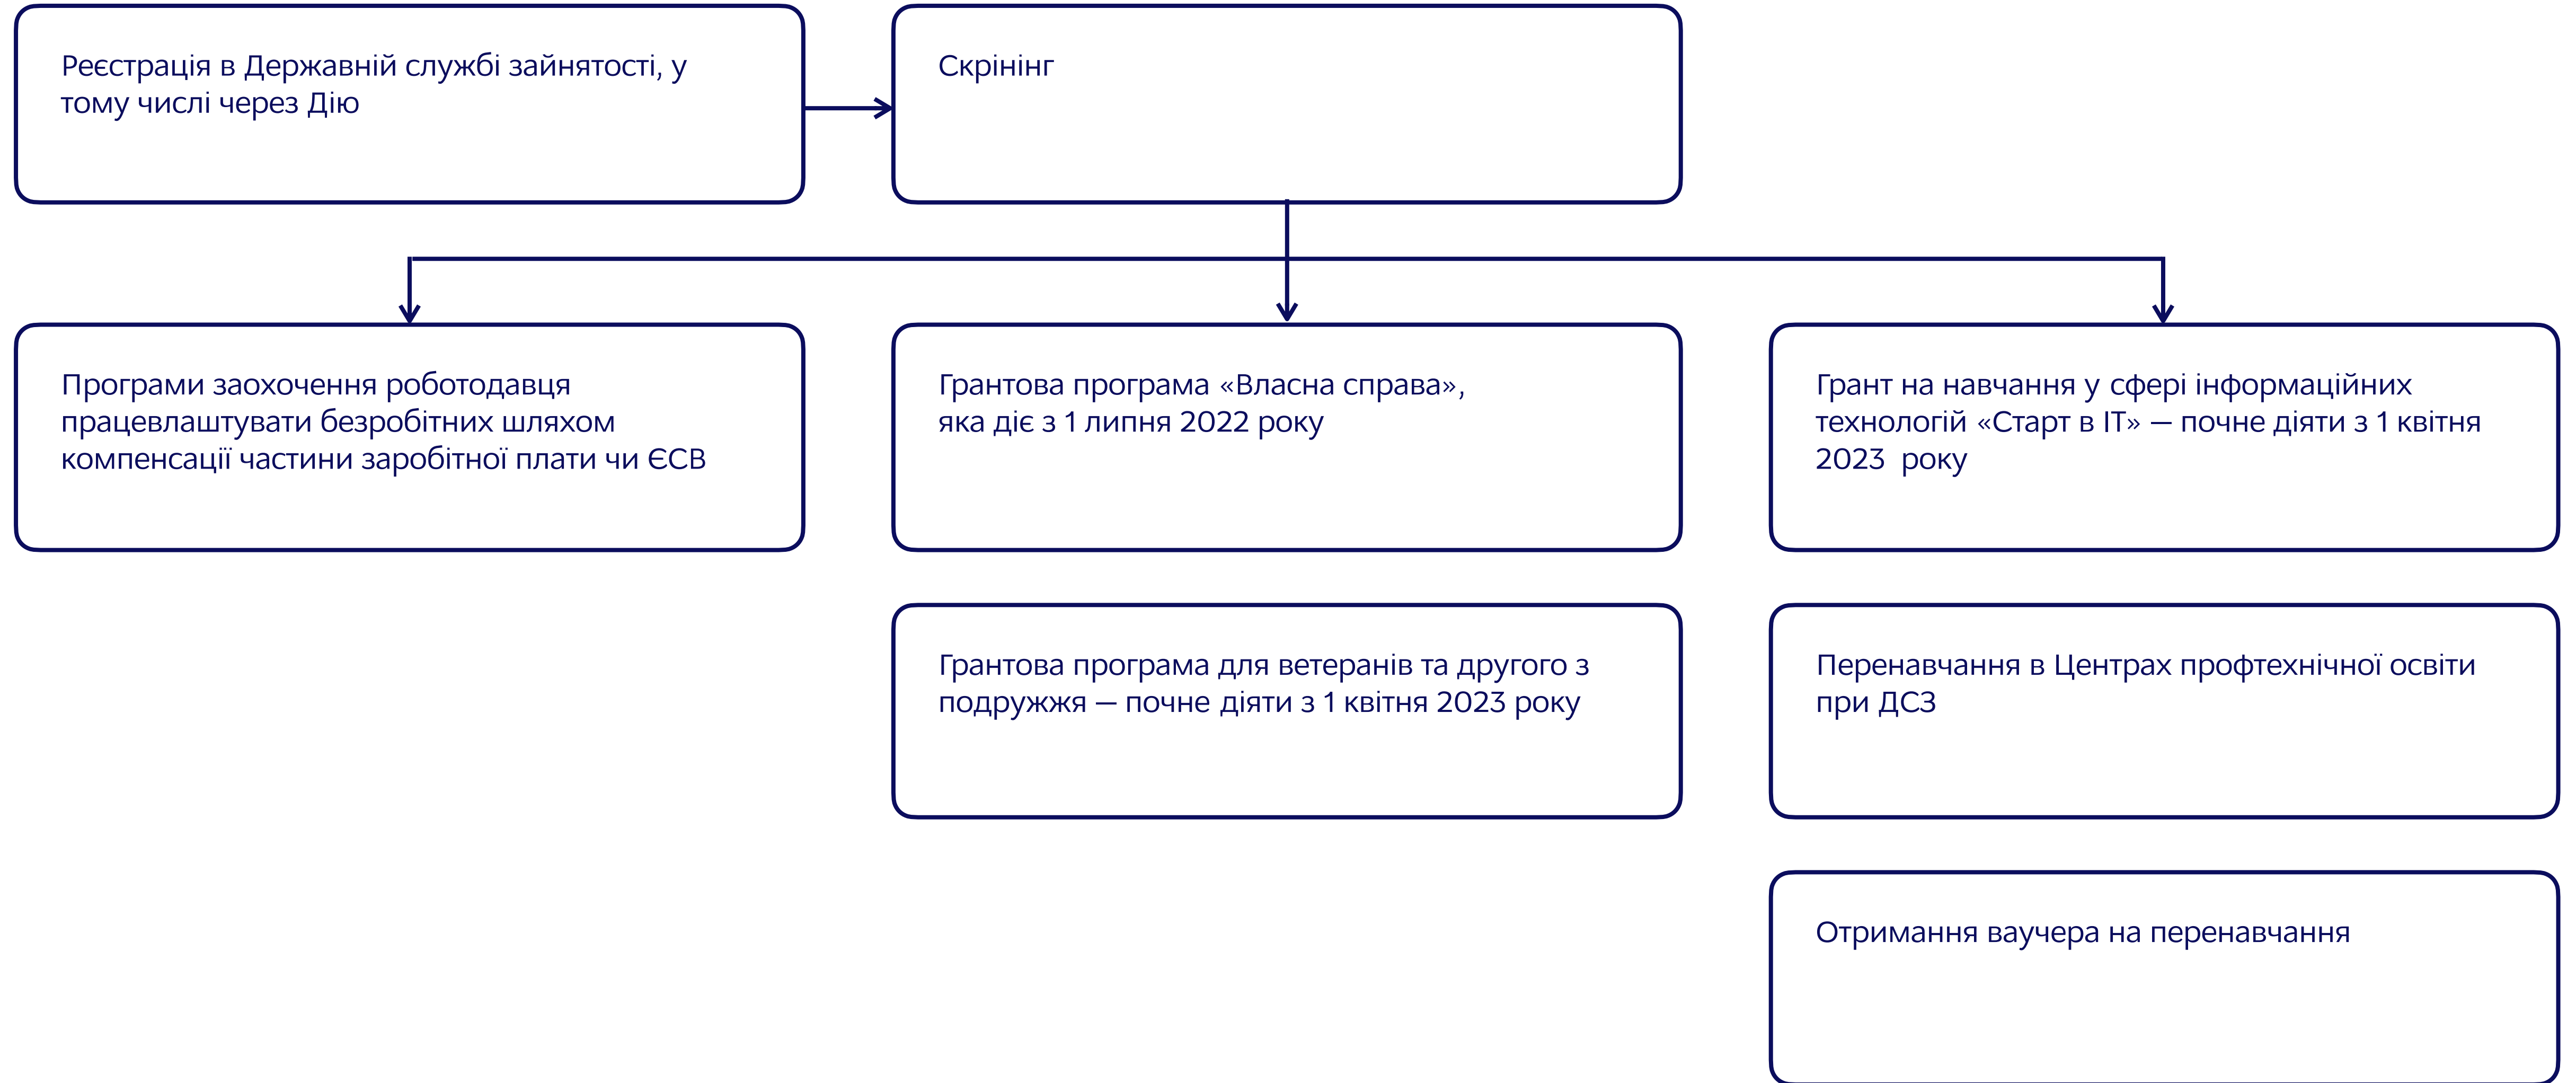 Реєстрація в Державній службі зайнятості, у
тому числі через Дію
Скрінінг
Програми заохочення роботодавця
працевлаштувати безробітних шляхом
компенсації частини заробітної плати чи ЄСВ
Грантова програма «Власна справа»,
яка діє з 1 липня 2022 року
Грант на навчання у сфері інформаційних
технологій «Старт в ІТ» — почне діяти з 1 квітня
2023 року
Грантова програма для ветеранів та другого з
подружжя — почне діяти з 1 квітня 2023 року
Перенавчання в Центрах профтехнічної освіти
при ДСЗ
Отримання ваучера на перенавчання